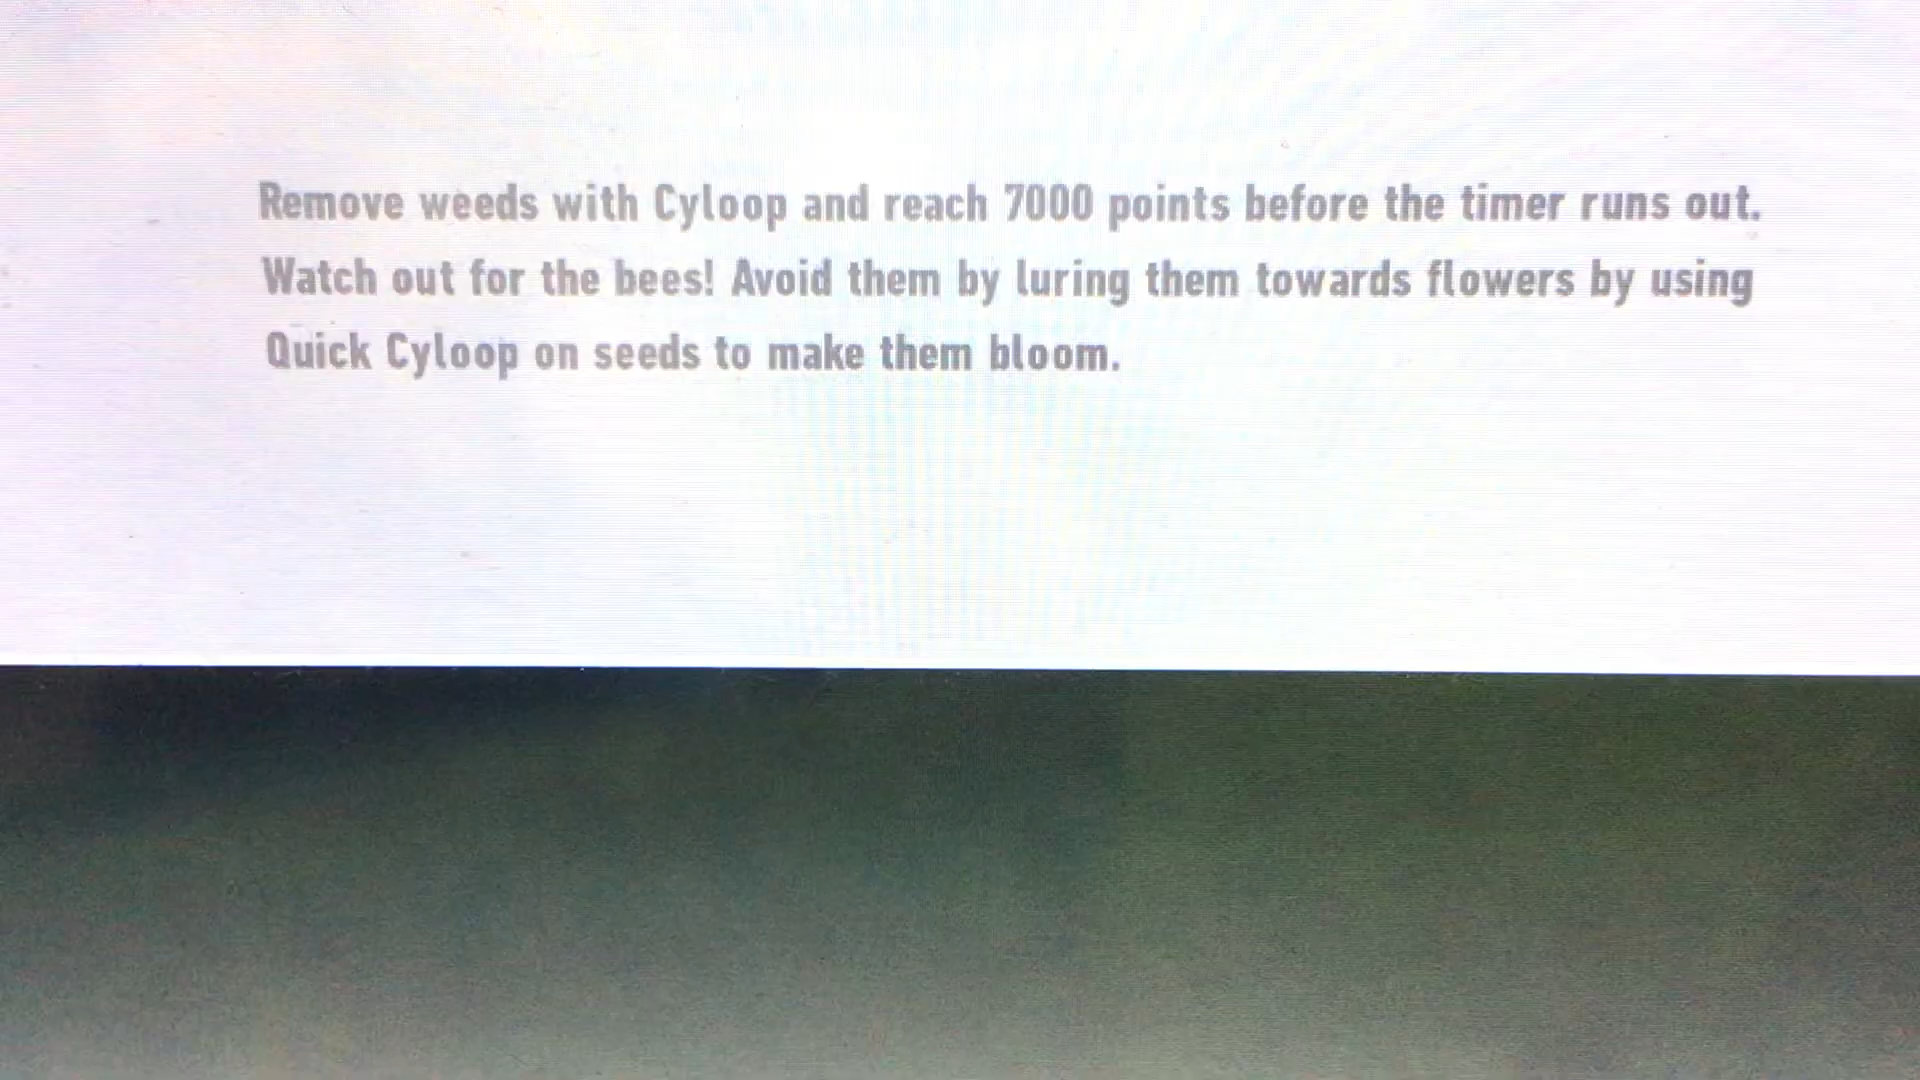 Remove weeds with Cyloop and reach 7000 points before the timer runs out.
Watch out for the bees! Avoid them by luring them towards flowers by using
Quick Cyloop on seeds to make them bloom.